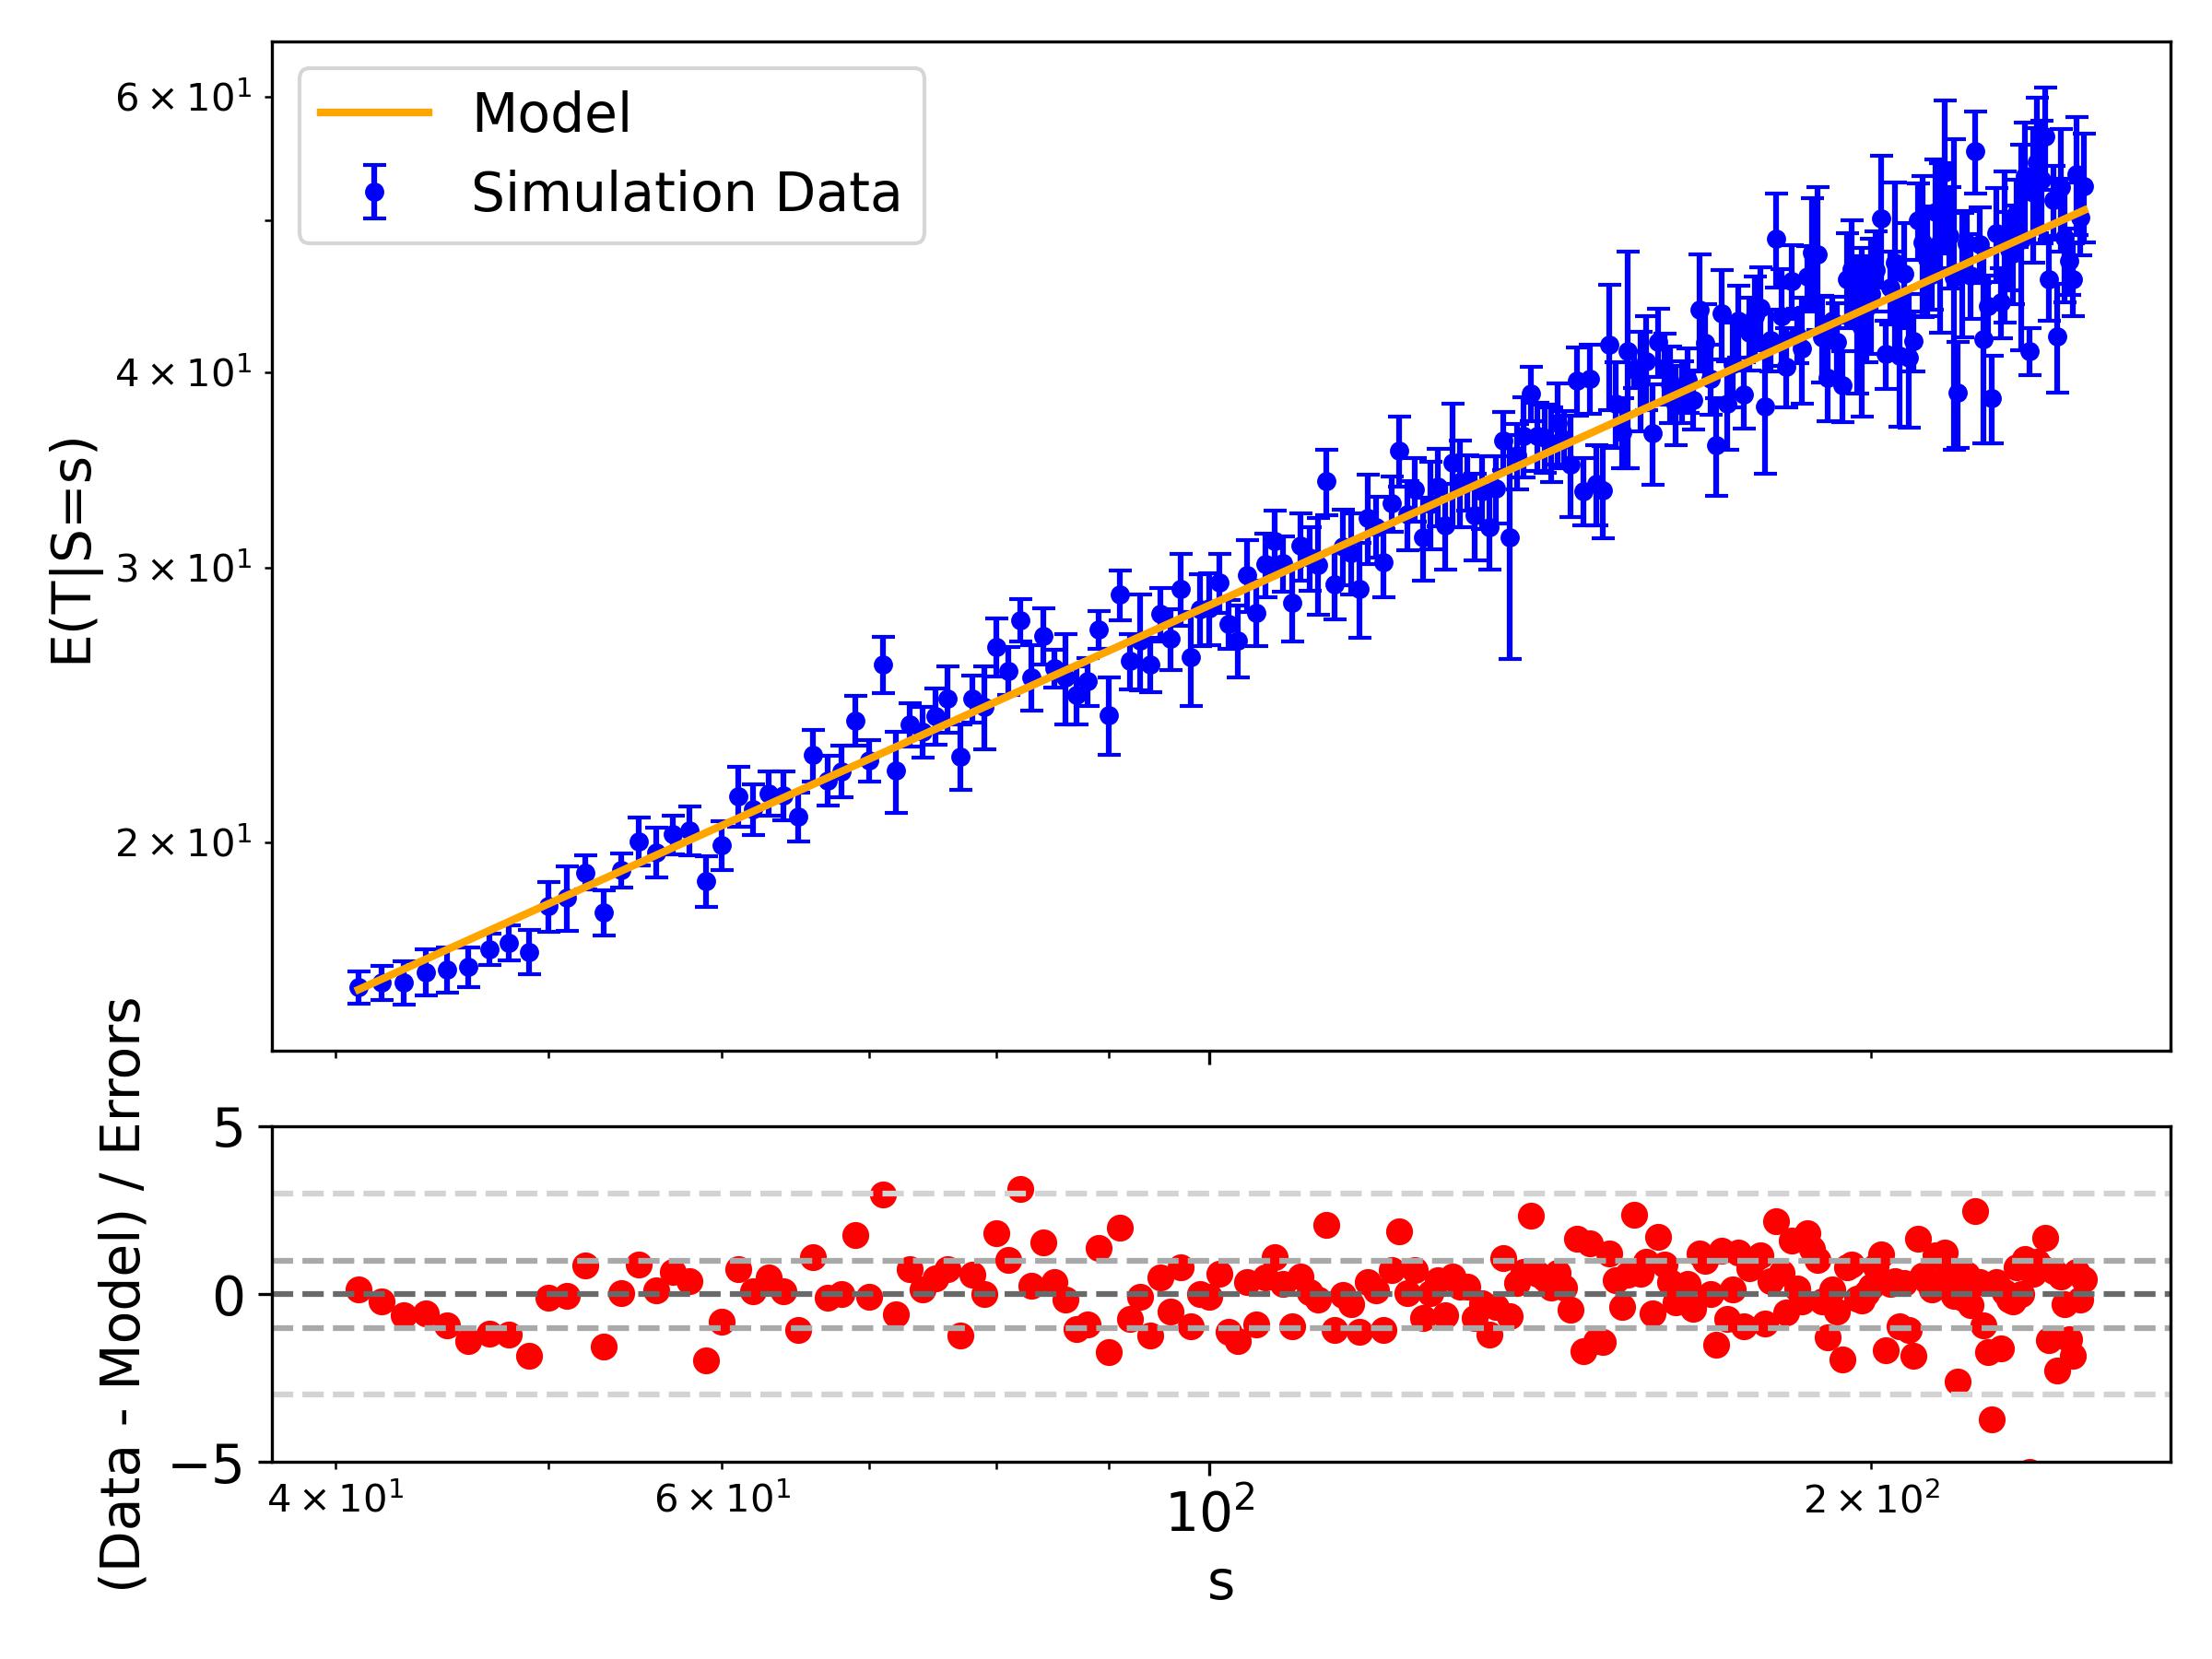 6 × 10¹
4 × 10¹
3 × 10¹
2 × 10¹
E(T|S=s)
Model
Simulation Data
(Data - Model) / Errors
5
0
−5
4 × 10¹
6 × 10¹
10²
2 × 10²
s